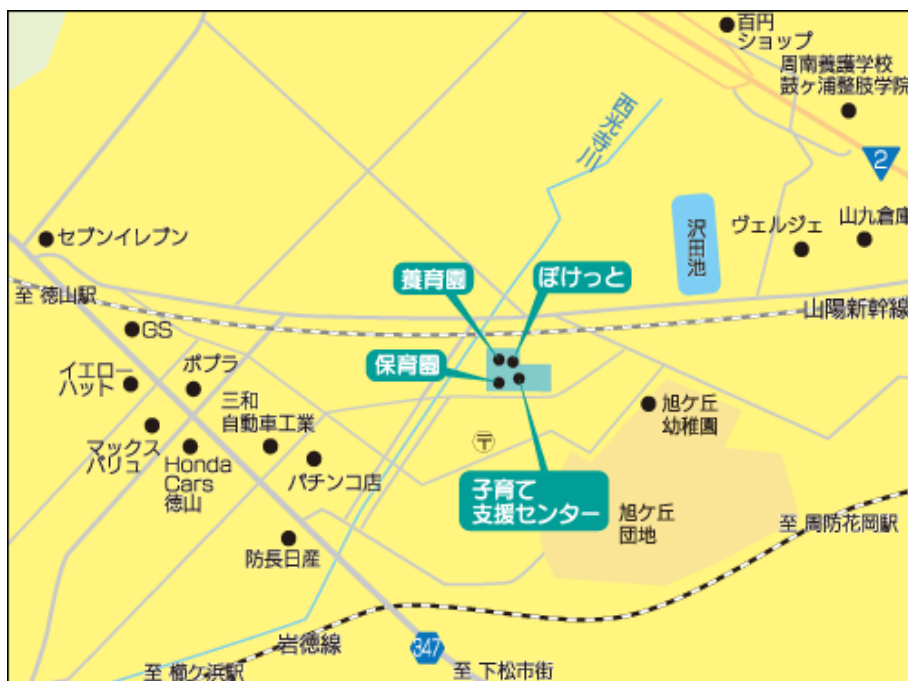 百円
ショップ
周南養護学校
鼓ヶ浦整肢学院
西光寺川
2
沢田池
ヴェルジェ
山九倉庫
セブンイレブン
養育園
ぽけっと
至 徳山駅
山陽新幹線
GS
保育園
イエロー
ハット
ポプラ
三和
自動車工業
旭ケ丘
幼稚園
マックス
バリュ
Honda
Cars
徳山
パチンコ店
〒
子育て
支援センター
旭ケ丘
団地
至 周防花岡駅
防長日産
岩徳線
347
至 櫛ケ浜駅
至 下松市街